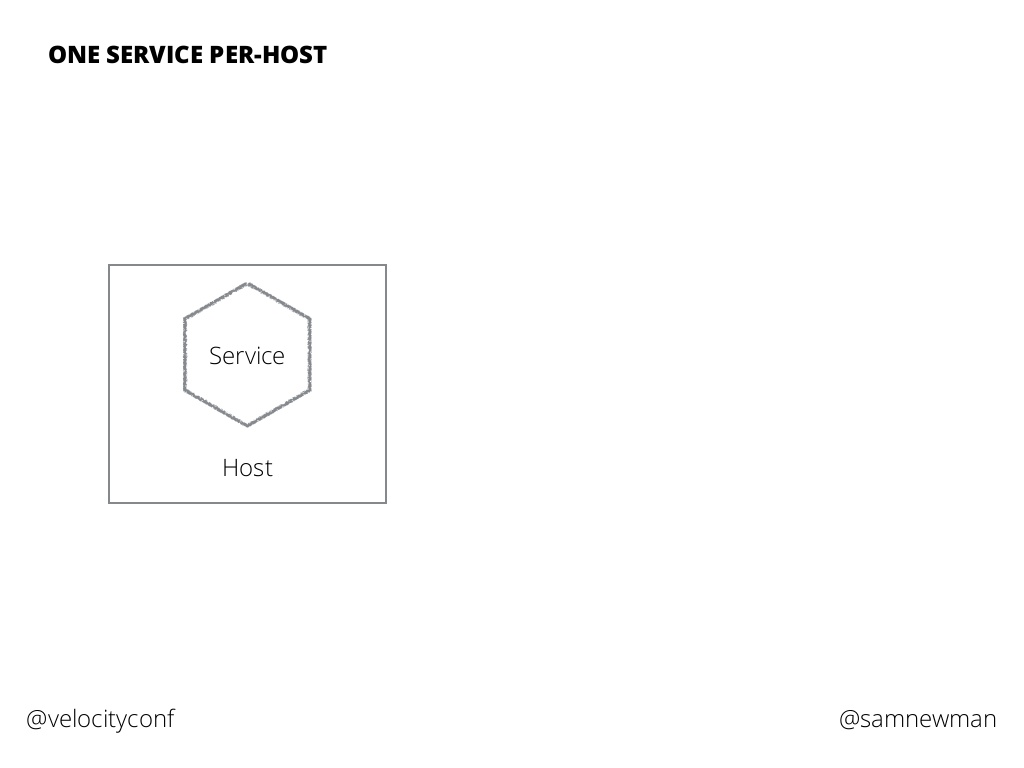 ONE SERVICE PER-HOST
Service
Host
@velocityconf
@samnewman